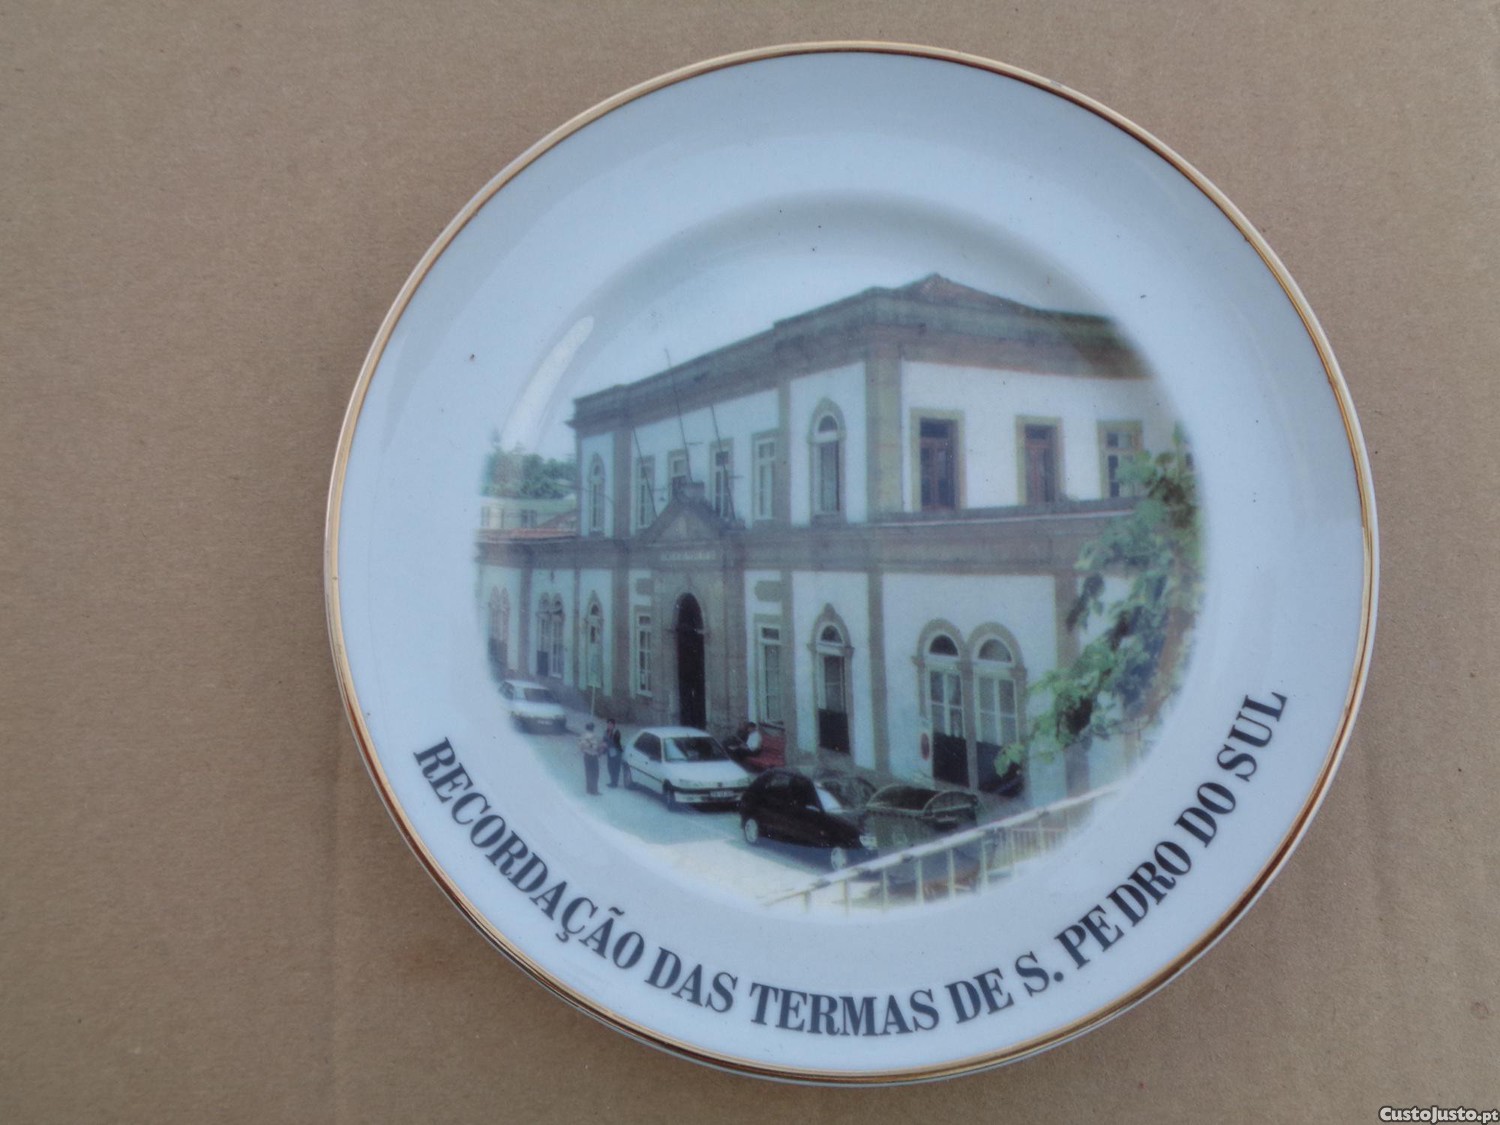 RECORDAÇÃO DAS TERMAS DE S. PEDRO DO SUL
CustoJusto.pt